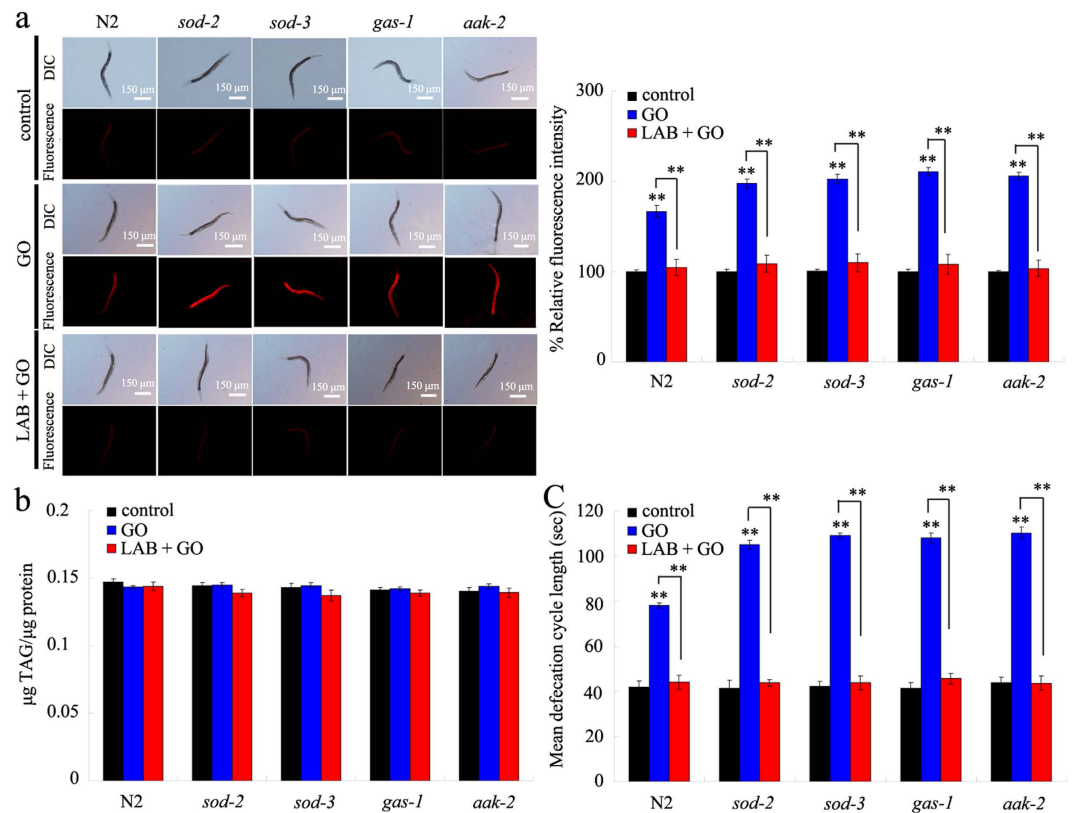 a
N2 sod-2 sod-3 gas-1 aak-2
control
DIC
150 μm 150 μm 150 μm 150 μm 150 μm
Fluorescence
GO
DIC
150 μm 150 μm 150 μm 150 μm 150 μm
Fluorescence
LAB + GO
DIC
150 μm 150 μm 150 μm 150 μm 150 μm
Fluorescence
% Relative fluorescence intensity
300
200
100
0
control
GO
LAB + GO
** ** ** ** **
** ** ** ** **
N2 sod-2 sod-3 gas-1 aak-2
b
μg TAG/μg protein
0.2
0.15
0.1
0.05
0
control
GO
LAB + GO
N2 sod-2 sod-3 gas-1 aak-2
C
Mean defecation cycle length (sec)
120
100
80
60
40
20
0
control
GO
LAB + GO
** ** ** ** **
** ** ** ** **
N2 sod-2 sod-3 gas-1 aak-2